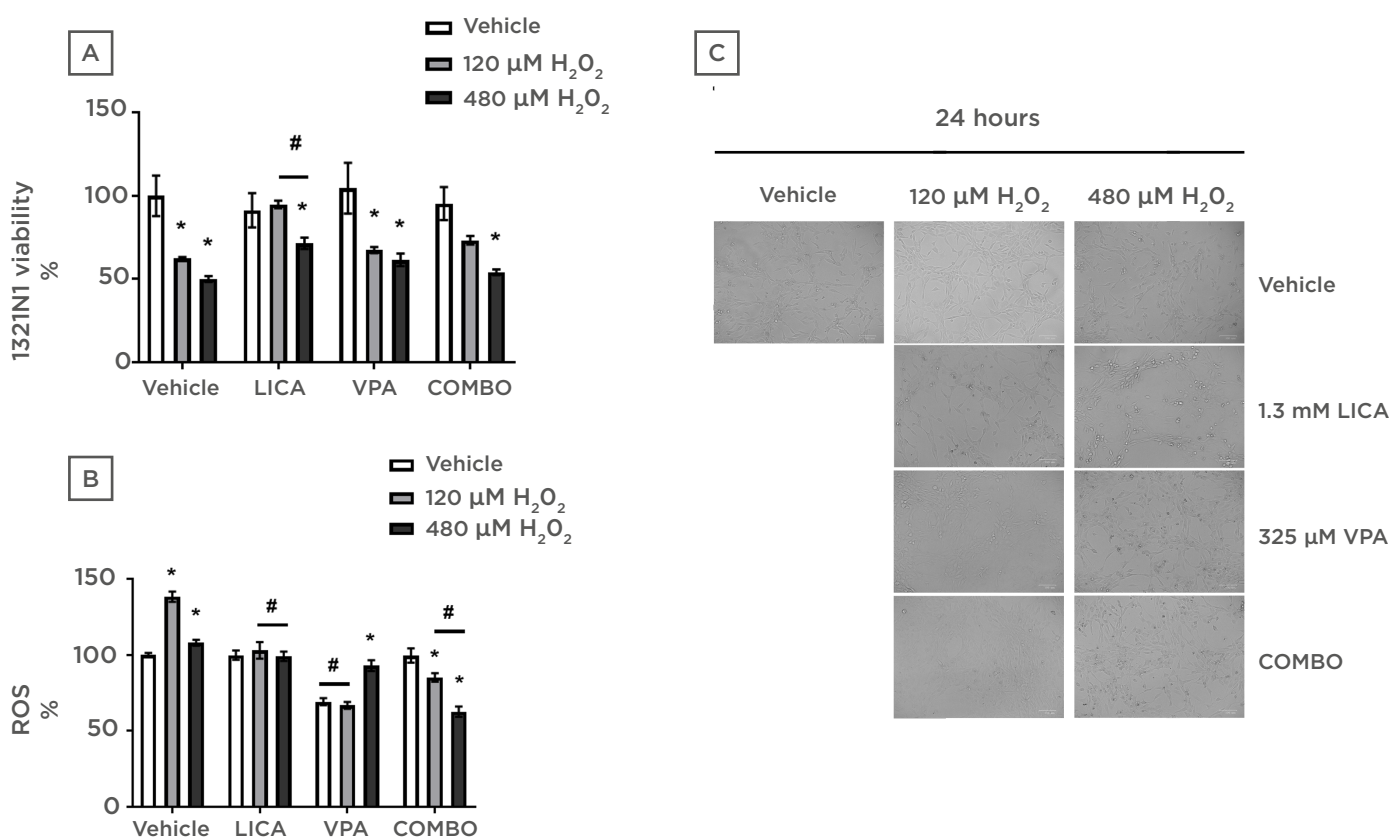 A
Vehicle
120 μM H₂O₂
480 μM H₂O₂
1321N1 viability
%
150
100
50
0
#
*
*
*
*
*
*
Vehicle LICA VPA COMBO
B
Vehicle
120 μM H₂O₂
480 μM H₂O₂
ROS
%
150
100
50
0
*
*
#
#
*
#
*
*
Vehicle LICA VPA COMBO
C
24 hours
Vehicle 120 μM H₂O₂ 480 μM H₂O₂
Vehicle
1.3 mM LICA
325 μM VPA
COMBO